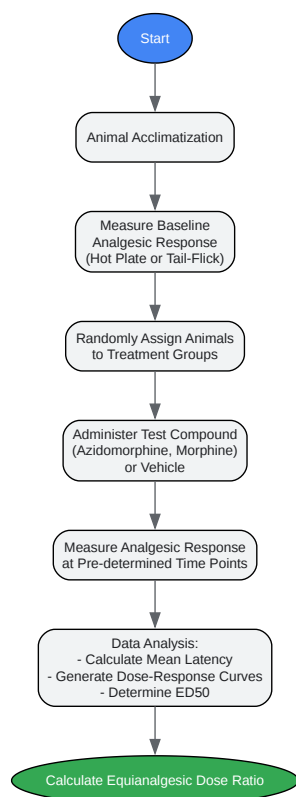 Start
Animal Acclimatization
Measure Baseline
Analgesic Response
(Hot Plate or Tail-Flick)
Randomly Assign Animals
to Treatment Groups
Administer Test Compound
(Azidomorphine, Morphine)
or Vehicle
Measure Analgesic Response
at Pre-determined Time Points
Data Analysis:
- Calculate Mean Latency
- Generate Dose-Response Curves
- Determine ED50
Calculate Equianalgesic Dose Ratio